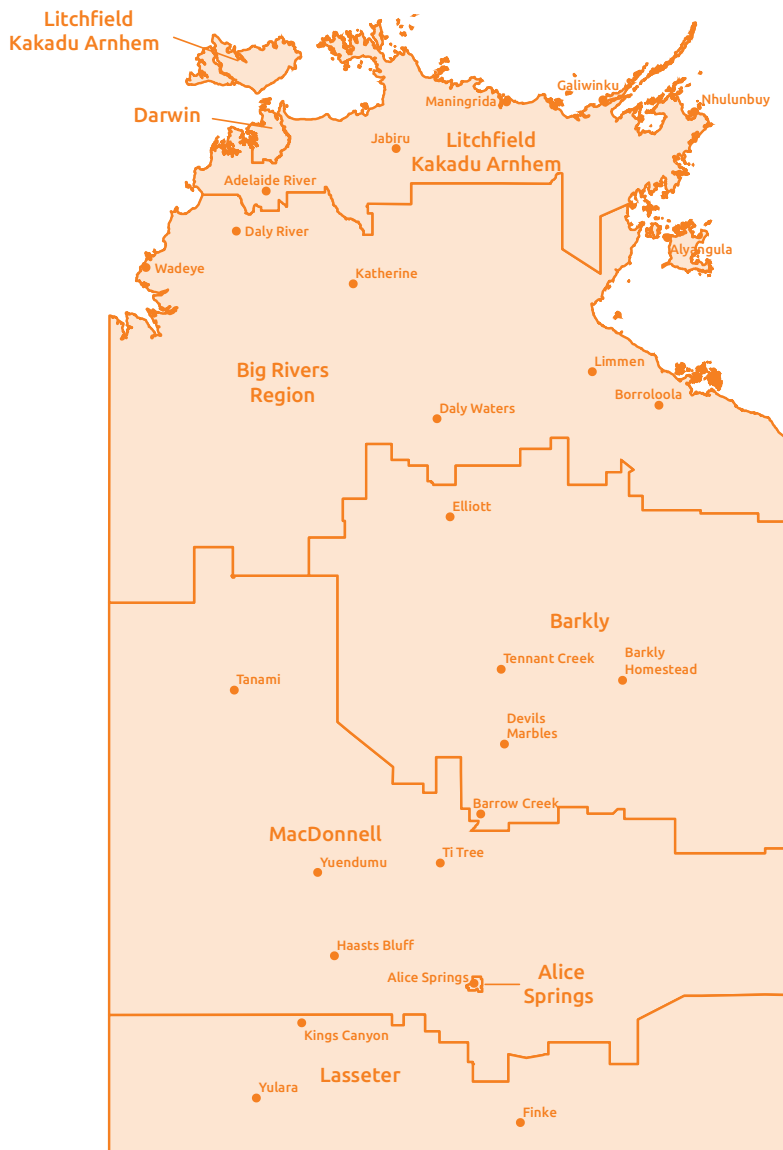 Litchfield
Kakadu Arnhem
Darwin
Galiwinku
Maningrida
Nhulunbuy
Jabiru
Litchfield
Kakadu Arnhem
Adelaide River
Daly River
Alyangula
Wadeye
Katherine
Limmen
Big Rivers
Region
Borroloola
Daly Waters
Elliott
Barkly
Tennant Creek
Barkly
Homestead
Tanami
Devils
Marbles
Barrow Creek
MacDonnell
Ti Tree
Yuendumu
Haasts Bluff
Alice Springs
Alice
Springs
Kings Canyon
Lasseter
Yulara
Finke